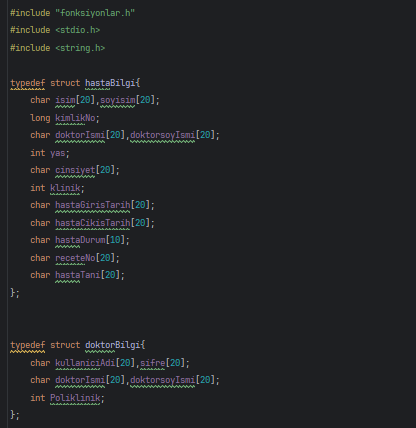 #include "fonksiyonlar.h"
#include <stdio.h>
#include <string.h>
typedef struct hastaBilgi{
char isim[20],soyisim[20];
long kimlikNo;
char doktorIsmi[20],doktorsoyIsmi[20];
int yas;
char cinsiyet[20];
int klinik;
char hastaGirisTarih[20];
char hastaCikisTarih[20];
char hastaDurum[10];
char receteNo[20];
char hastaTani[20];
};
typedef struct doktorBilgi{
char kullaniciAdi[20],sifre[20];
char doktorIsmi[20],doktorsoyIsmi[20];
int Poliklinik;
};